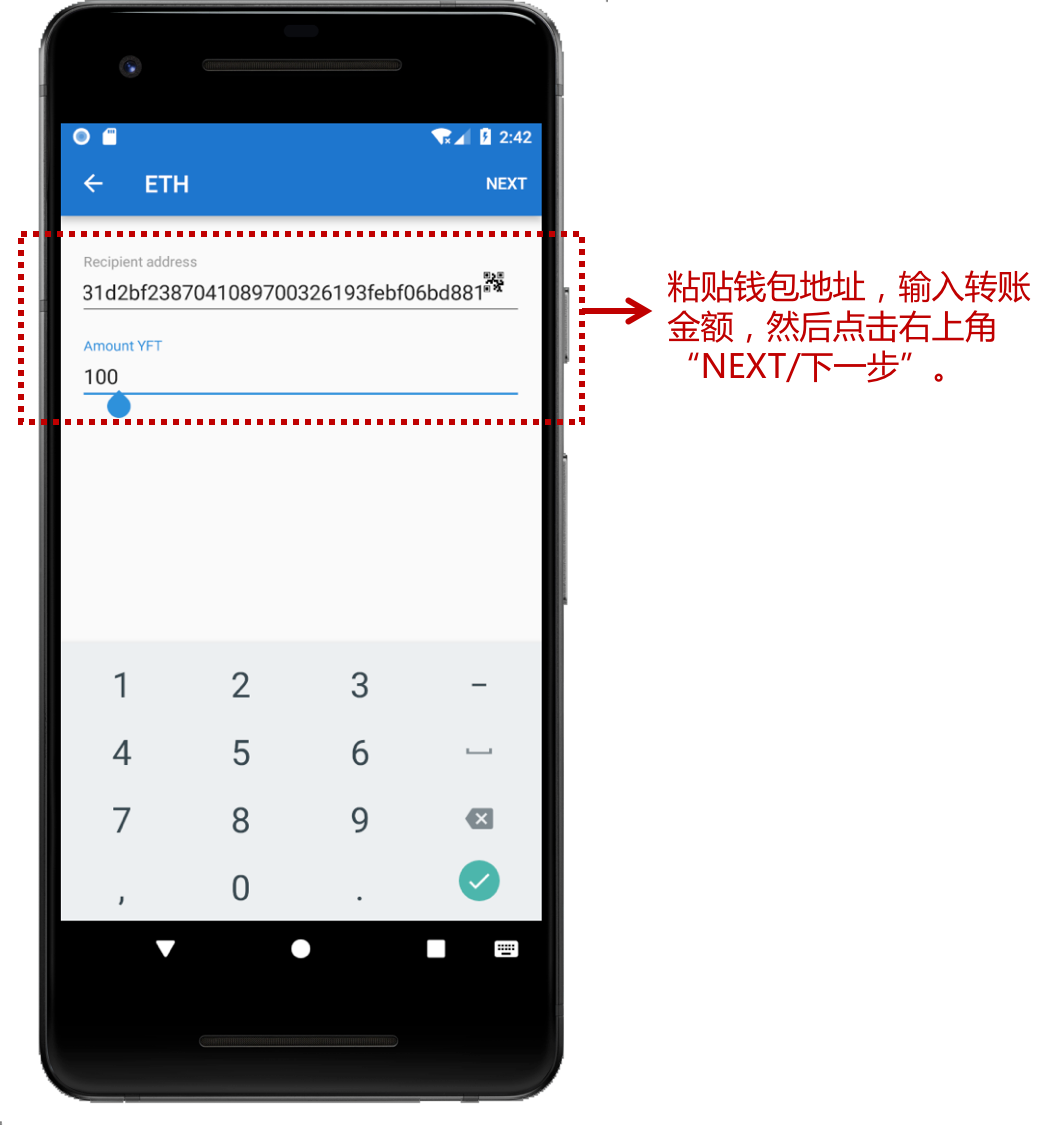 2:42
ETH
NEXT
Recipient address
31d2bf2387041089700326193febf06bd881
Amount YFT
100
粘贴钱包地址，输入转账
金额，然后点击右上角
“NEXT/下一步”。
1 2 3 -
4 5 6
7 8 9
, 0 .